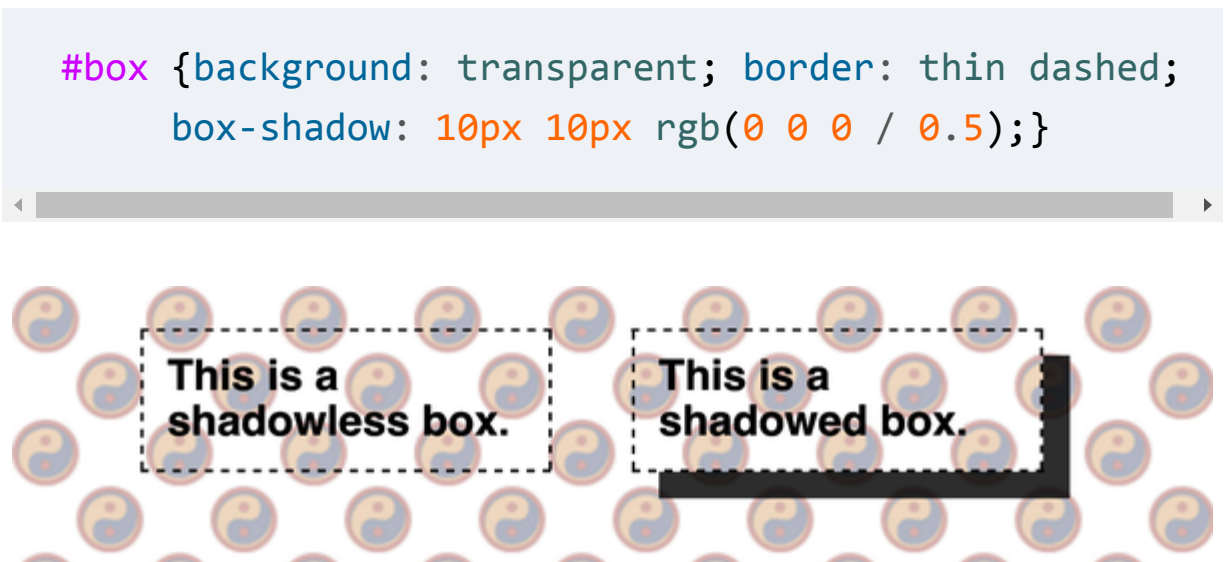 #box {background: transparent; border: thin dashed;
box-shadow: 10px 10px rgb(0 0 0 / 0.5);}
This is a
shadowless box.
This is a
shadowed box.